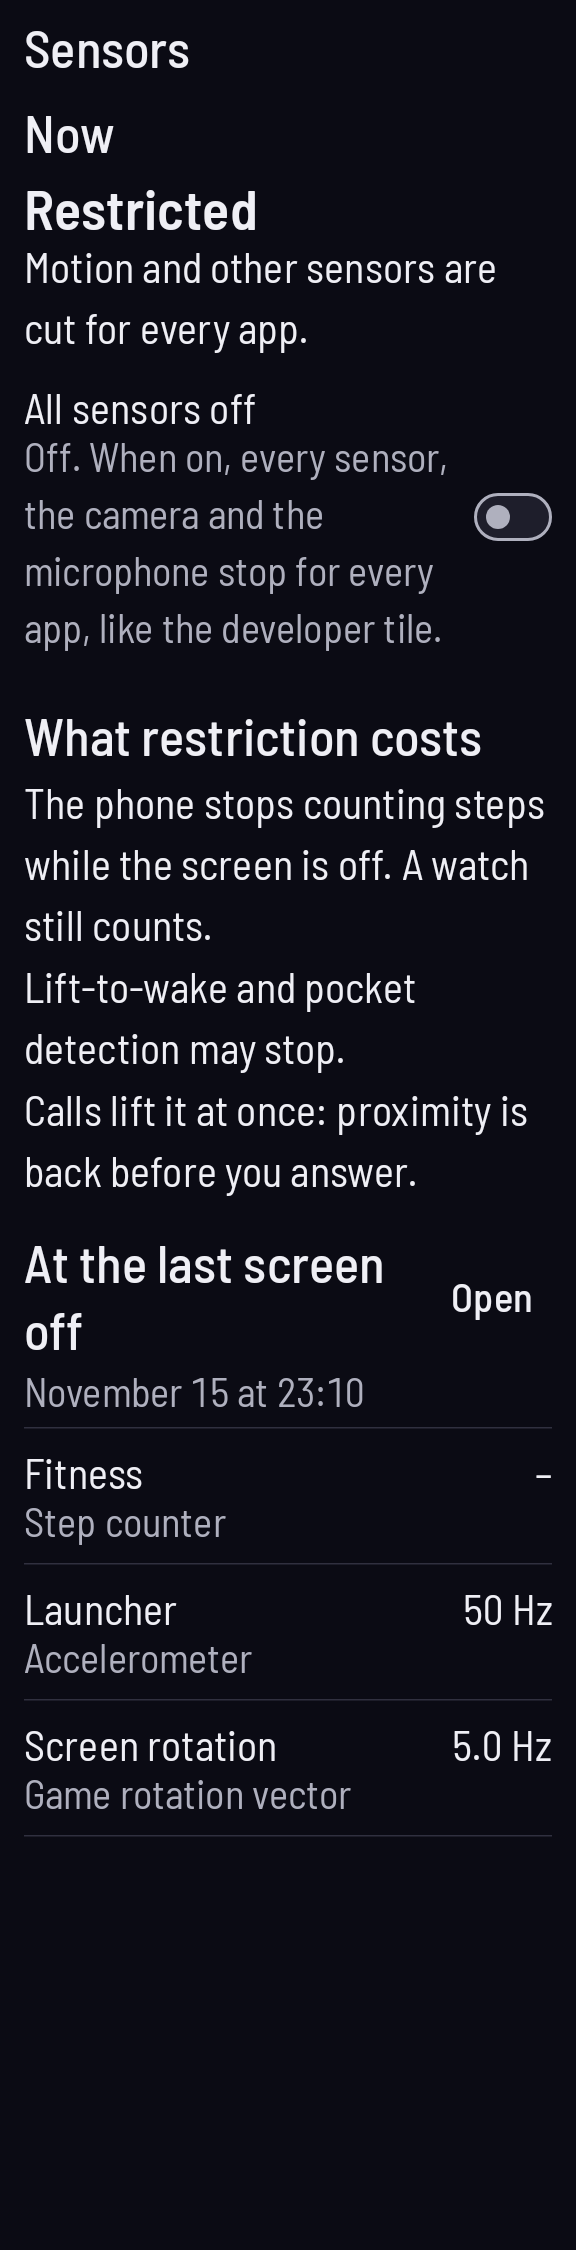 Sensors
Now
Restricted
Motion and other sensors are
cut for every app.
All sensors off
Off. When on, every sensor,
the camera and the
microphone stop for every
app, like the developer tile.
What restriction costs
The phone stops counting steps
while the screen is off. A watch
still counts.
Lift-to-wake and pocket
detection may stop.
Calls lift it at once: proximity is
back before you answer.
At the last screen
off
Open
November 15 at 23:10
Fitness –
Step counter
Launcher 50 Hz
Accelerometer
Screen rotation 5.0 Hz
Game rotation vector